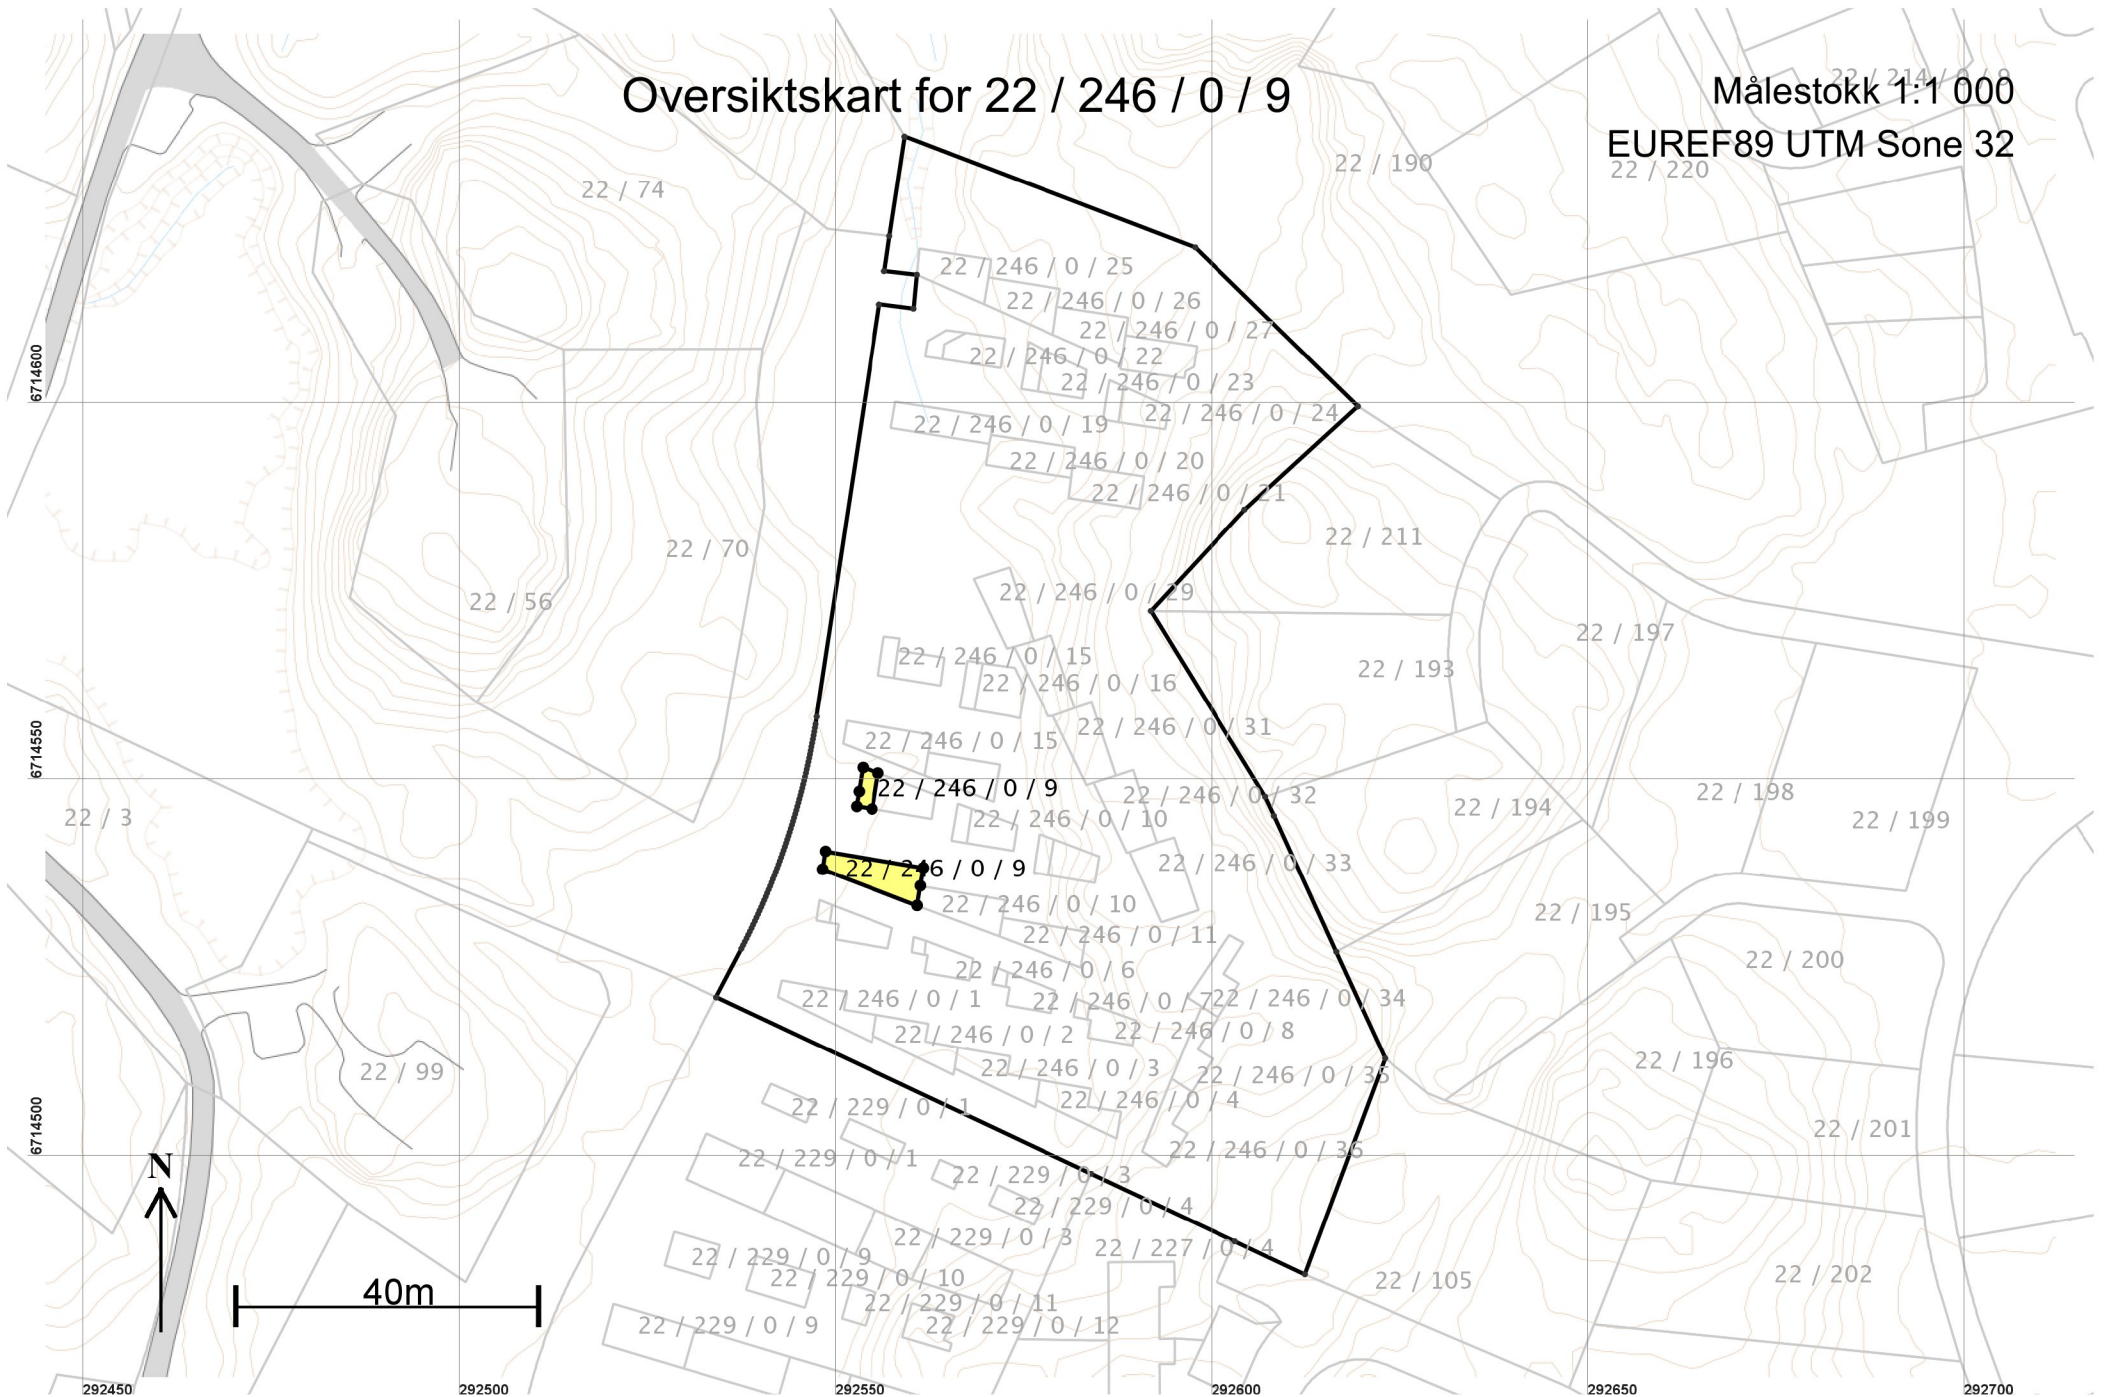 Oversiktskart for 22 / 246 / 0 / 9
22 / 214 / 0 / 9
Målestokk 1:1 000
EUREF89 UTM Sone 32
22 / 190
22 / 220
22 / 74
22 / 246 / 0 / 25
22 / 246 / 0 / 26
22 / 246 / 0 / 27
22 / 246 / 0 / 22
22 / 246 / 0 / 23
6714600
22 / 246 / 0 / 24
22 / 246 / 0 / 19
22 / 246 / 0 / 20
22 / 246 / 0 / 21
22 / 211
22 / 70
22 / 56
22 / 246 / 0 / 29
22 / 197
22 / 246 / 0 / 15
22 / 193
22 / 246 / 0 / 16
22 / 246 / 0 / 31
22 / 246 / 0 / 15
6714550
22 / 246 / 0 / 9
22 / 246 / 0 / 32
22 / 198
22 / 194
22 / 3
22 / 246 / 0 / 10
22 / 199
22 / 246 / 0 / 33
22 / 246 / 0 / 9
22 / 246 / 0 / 10
22 / 195
22 / 246 / 0 / 11
22 / 200
22 / 246 / 0 / 6
22 / 246 / 0 / 1
22 / 246 / 0 / 7
22 / 246 / 0 / 34
22 / 246 / 0 / 2
22 / 246 / 0 / 8
22 / 196
22 / 246 / 0 / 3
22 / 99
22 / 246 / 0 / 35
22 / 246 / 0 / 4
22 / 229 / 0 / 1
6714500
22 / 201
22 / 246 / 0 / 36
22 / 229 / 0 / 1
N
22 / 229 / 0 / 3
22 / 229 / 0 / 4
22 / 229 / 0 / 3
22 / 227 / 0 / 4
22 / 229 / 0 / 9
22 / 229 / 0 / 10
22 / 105
22 / 202
40m
22 / 229 / 0 / 11
22 / 229 / 0 / 9
22 / 229 / 0 / 12
292450
292500
292550
292600
292650
292700